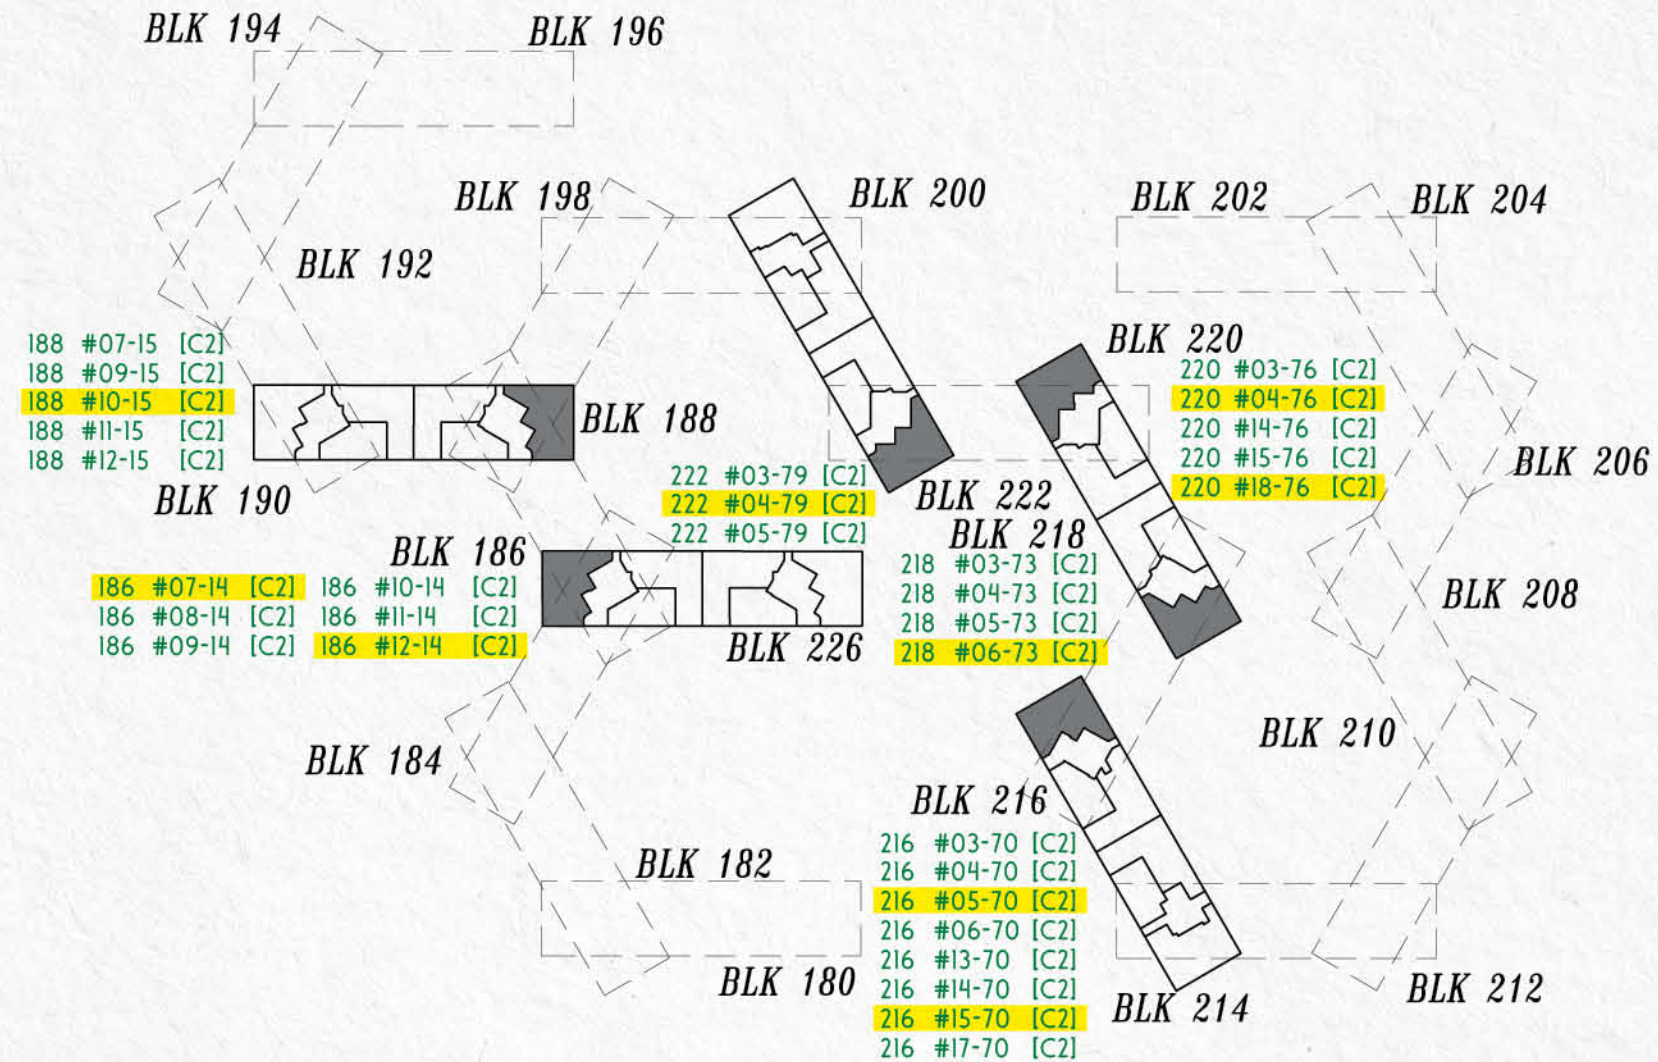 BLK 194
BLK 196
BLK 198
BLK 200
BLK 202
BLK 204
BLK 192
188 #07-15 [C2]
188 #09-15 [C2]
188 #10-15 [C2]
188 #11-15 [C2]
188 #12-15 [C2]
BLK 188
BLK 190
BLK 220
220 #03-76 [C2]
220 #04-76 [C2]
220 #14-76 [C2]
220 #15-76 [C2]
220 #18-76 [C2]
BLK 206
222 #03-79 [C2]
222 #04-79 [C2]
222 #05-79 [C2]
BLK 222
BLK 218
218 #03-73 [C2]
218 #04-73 [C2]
218 #05-73 [C2]
218 #06-73 [C2]
BLK 186
186 #07-14 [C2] 186 #10-14 [C2]
186 #08-14 [C2] 186 #11-14 [C2]
186 #09-14 [C2] 186 #12-14 [C2]
BLK 226
BLK 208
BLK 184
BLK 210
BLK 216
216 #03-70 [C2]
216 #04-70 [C2]
216 #05-70 [C2]
216 #06-70 [C2]
216 #13-70 [C2]
216 #14-70 [C2]
216 #15-70 [C2]
216 #17-70 [C2]
BLK 182
BLK 180
BLK 214
BLK 212